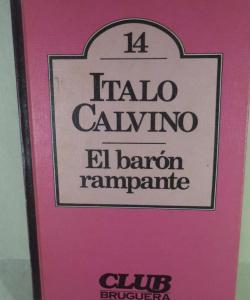 14
ITALO
CALVINO
El barón
rampante
CLUB
BRUGUERA